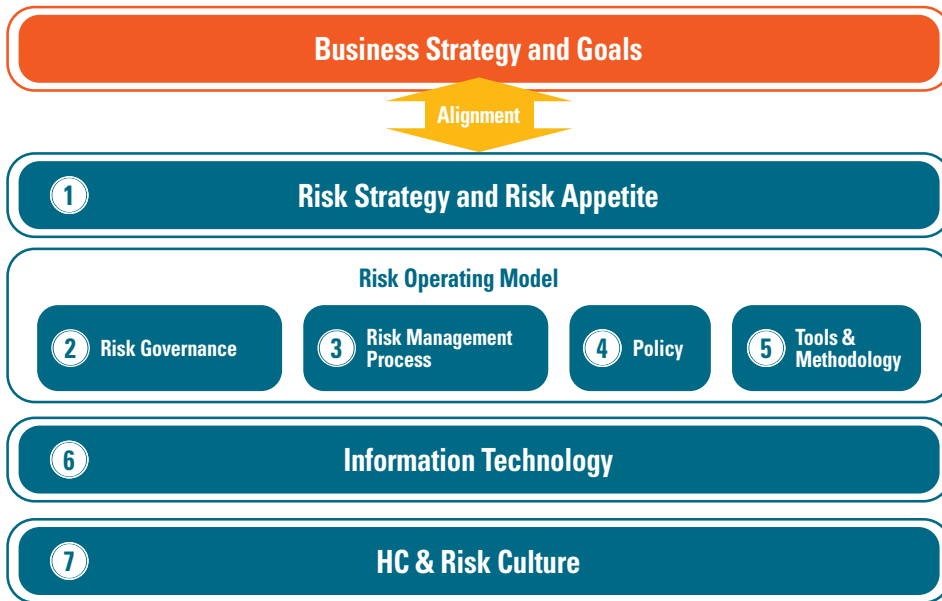 Business Strategy and Goals
Alignment
1 Risk Strategy and Risk Appetite
Risk Operating Model
2 Risk Governance
3 Risk Management
Process
4 Policy
5 Tools &
Methodology
6 Information Technology
7 HC & Risk Culture